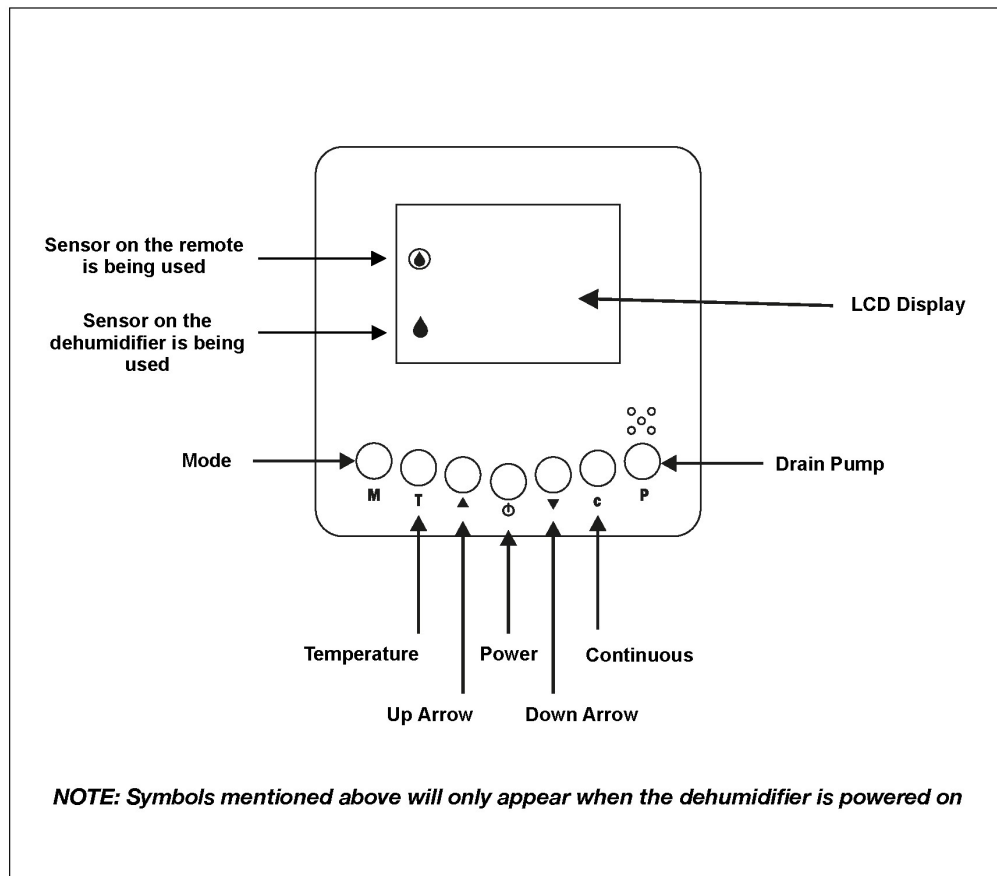 Sensor on the remote
is being used
LCD Display
Sensor on the
dehumidifier is being
used
Mode
Drain Pump
M
T
▲
▼
c
P
Temperature
Power
Continuous
Up Arrow
Down Arrow
NOTE: Symbols mentioned above will only appear when the dehumidifier is powered on